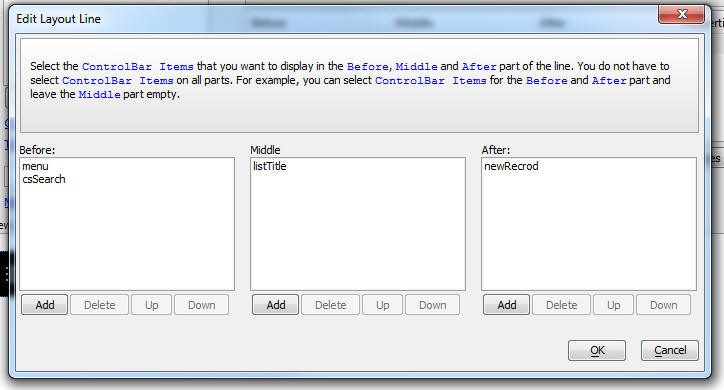 Before
Middle
After
Edit Layout Line
Select the ControlBar Items that you want to display in the Before, Middle and After part of the line. You do not have to
select ControlBar Items on all parts. For example, you can select ControlBar Items for the Before and After part and
leave the Middle part empty.
Before:
Middle
After:
menu
csSearch
listTitle
newRecrod
Add Delete Up Down
Add Delete Up Down
Add Delete Up Down
OK Cancel